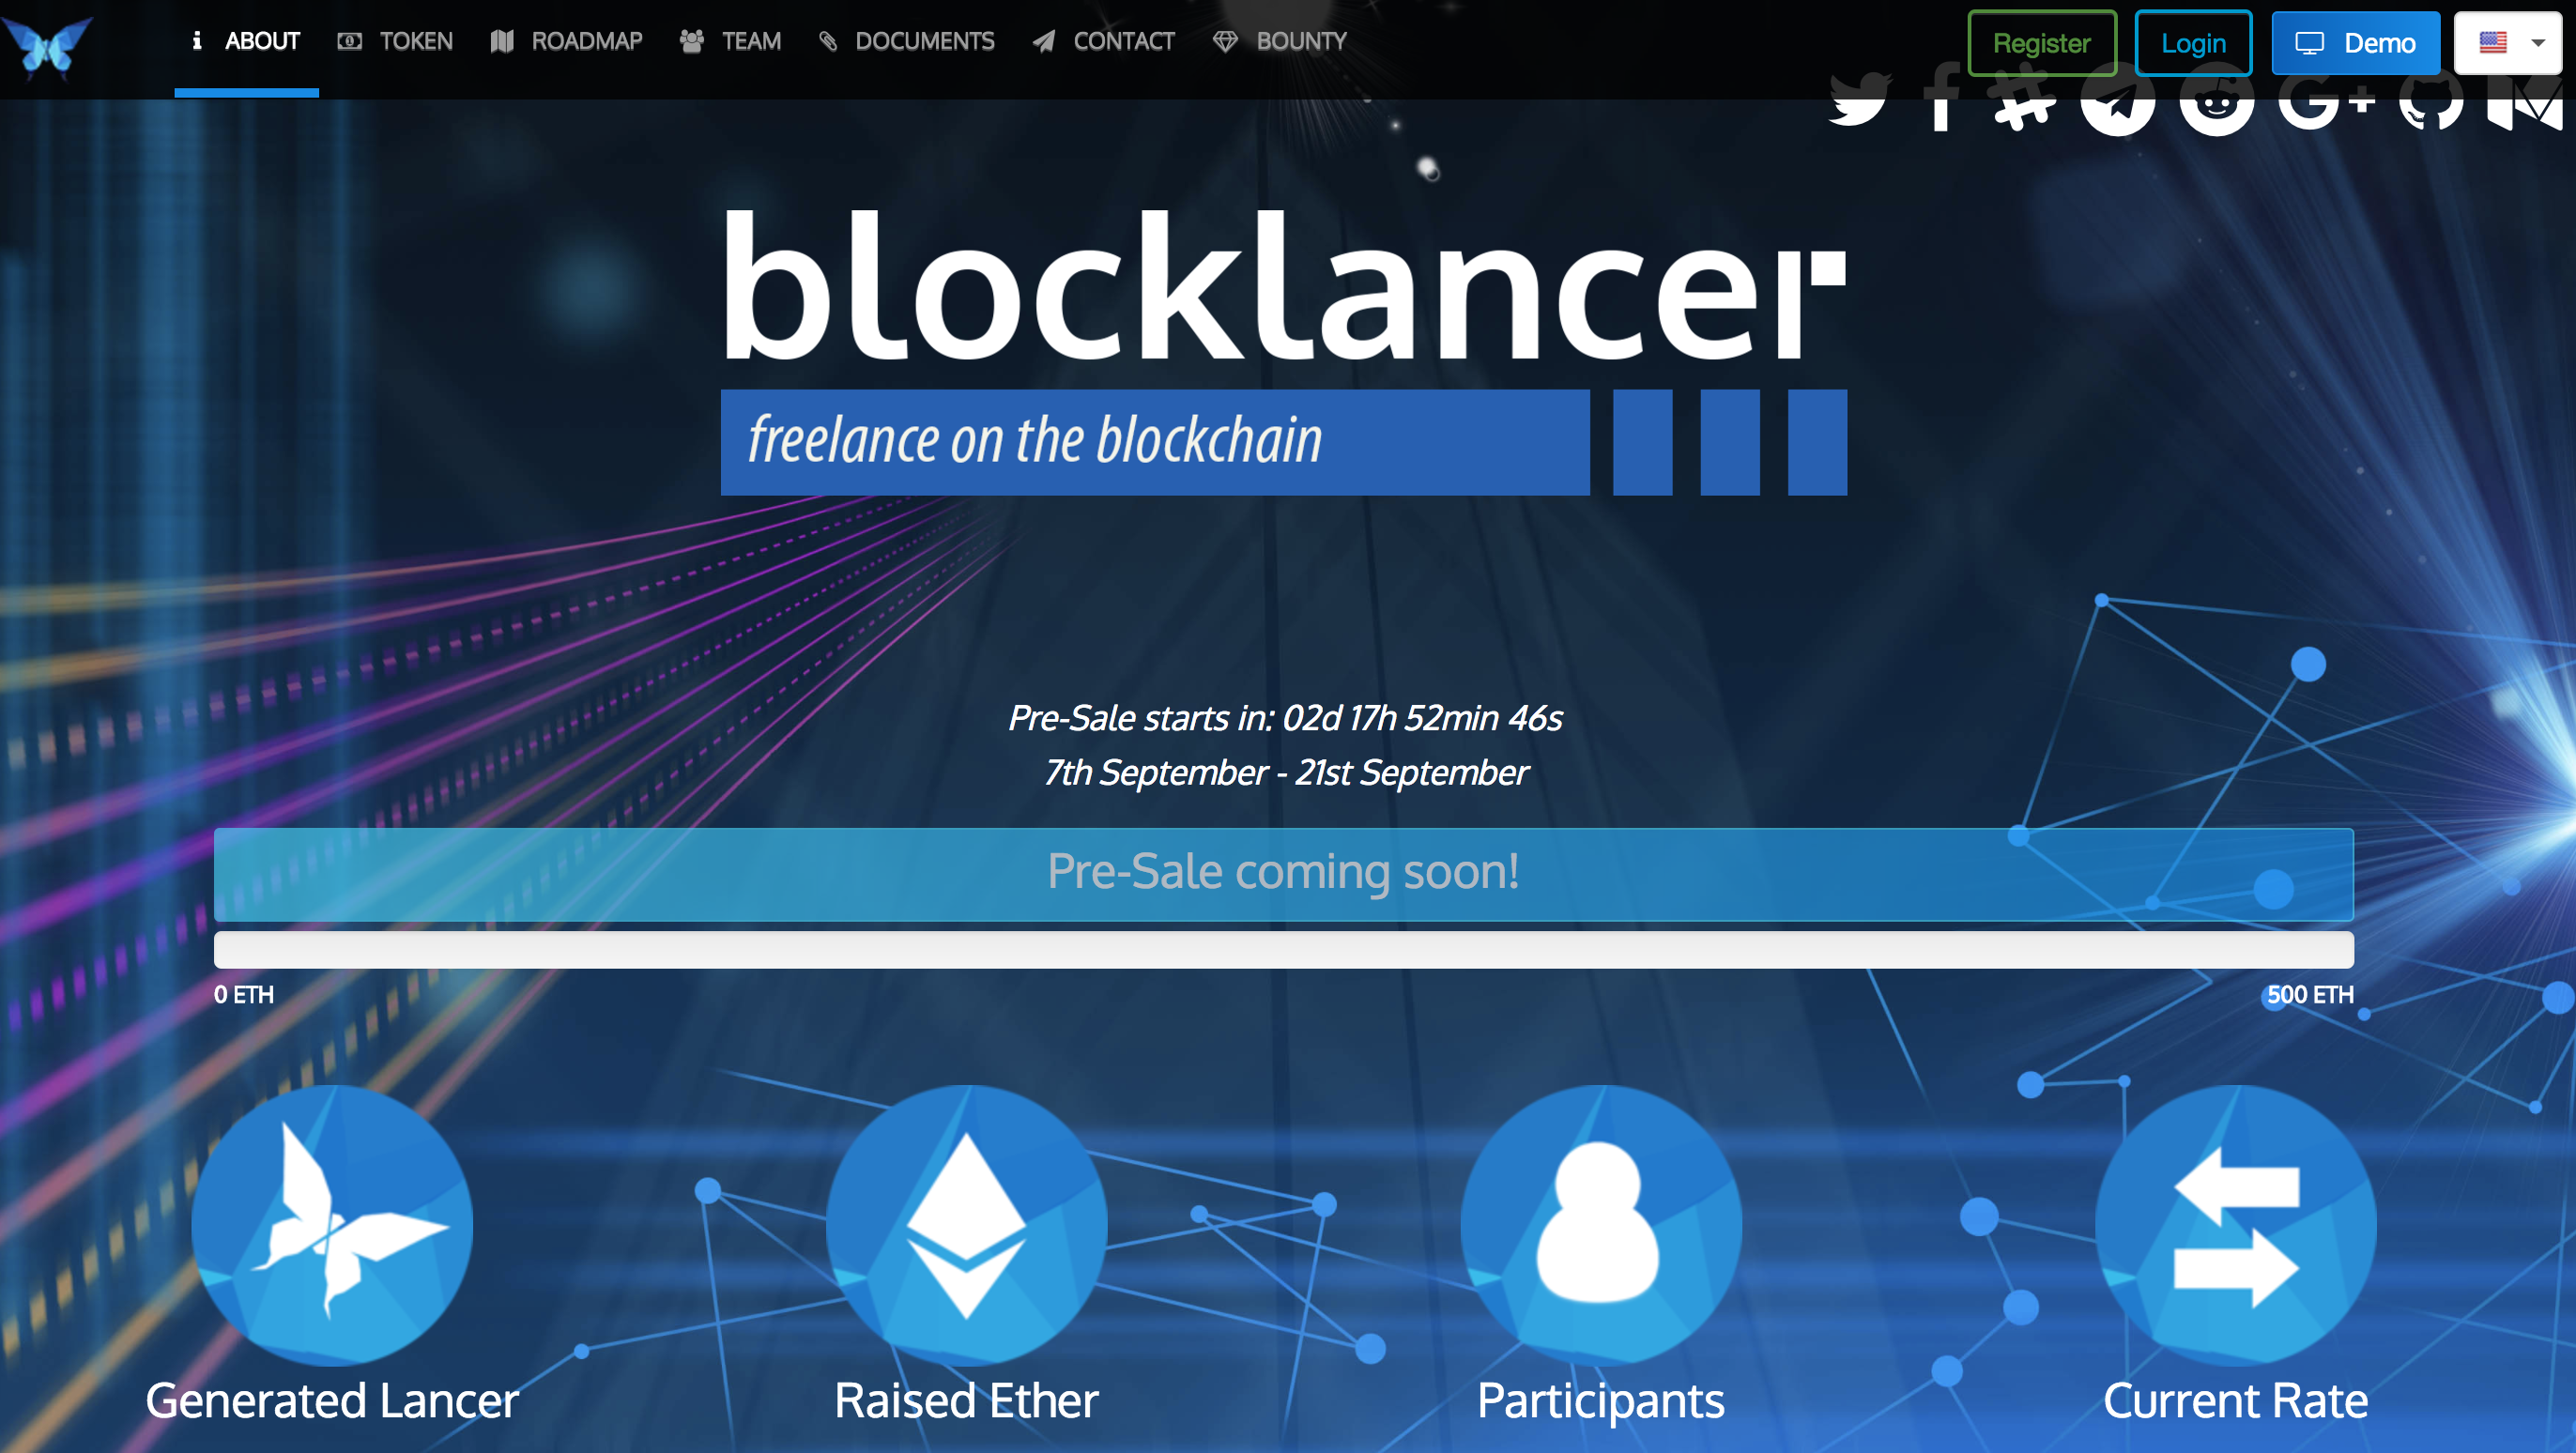 ABOUT TOKEN ROADMAP TEAM DOCUMENTS CONTACT BOUNTY Register Login Demo
blocklancer
freelance on the blockchain
Pre-Sale starts in: 02d 17h 52min 46s
7th September - 21st September
Pre-Sale coming soon!
0 ETH 500 ETH
Generated Lancer Raised Ether Participants Current Rate